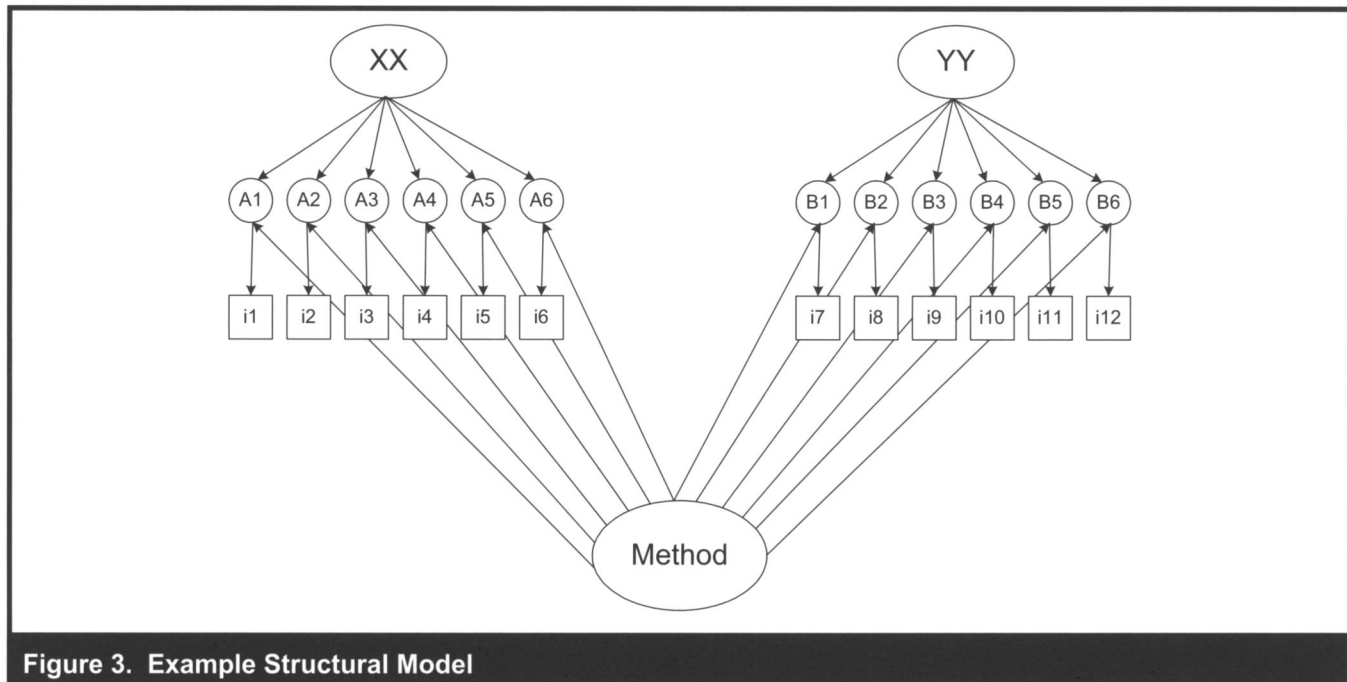 XX YY
A1 A2 A3 A4 A5 A6 B1 B2 B3 B4 B5 B6
i1 i2 i3 i4 i5 i6 i7 i8 i9 i10 i11 i12
Method
Figure 3. Example Structural Model